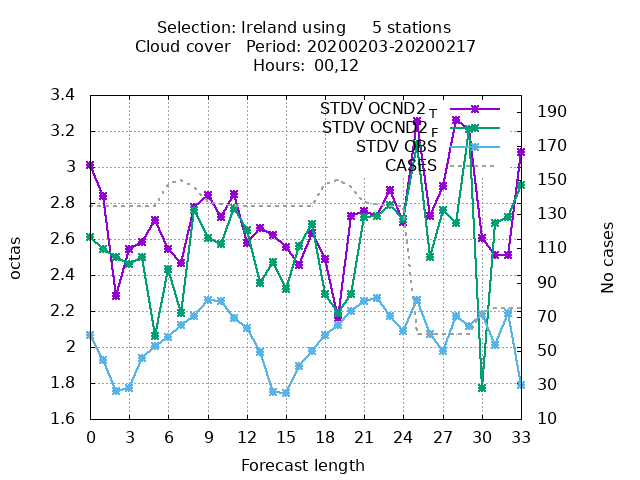 Selection: Ireland using 5 stations
Cloud cover Period: 20200203-20200217
Hours: 00,12
STDV OCND2 T
STDV OCND2 F
STDV OBS
CASES
3.4
3.2
3
2.8
2.6
2.4
2.2
2
1.8
1.6
190
170
150
130
110
90
70
50
30
10
octas
No cases
0 3 6 9 12 15 18 21 24 27 30 33
Forecast length